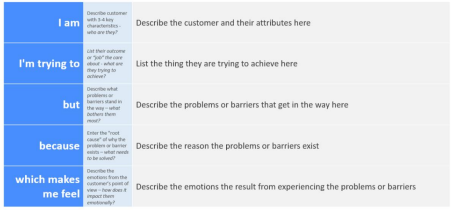 I am
Describe customer
with 3-4 key
characteristics -
who are they?
Describe the customer and their attributes here
I'm trying to
List their outcome
or "job" the care
about - what are
they trying to
achieve?
List the thing they are trying to achieve here
but
Describe what
problems or
barriers stand in
the way – what
bothers them
most?
Describe the problems or barriers that get in the way here
because
Enter the "root
cause" of why the
problem or barrier
exists – what needs
to be solved?
Describe the reason the problems or barriers exist
which makes
me feel
Describe the
emotions from the
customer's point of
view – how does it
impact them
emotionally?
Describe the emotions the result from experiencing the problems or barriers